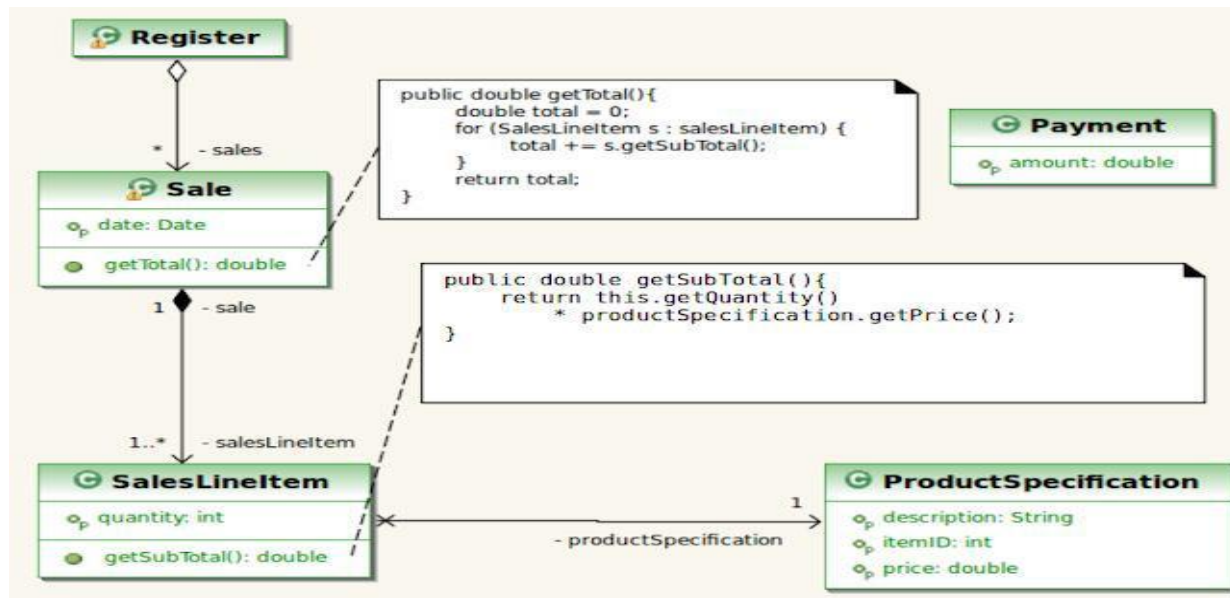 Register
* - sales
Sale
date: Date
getTotal(): double
public double getTotal(){
double total = 0;
for (SalesLineItem s : salesLineItem) {
total += s.getSubTotal();
}
return total;
}
Payment
amount: double
1 - sale
public double getSubTotal(){
return this.getQuantity()
* productSpecification.getPrice();
}
1..* - salesLineItem
SalesLineItem
quantity: int
getSubTotal(): double
1
- productSpecification
ProductSpecification
description: String
itemID: int
price: double